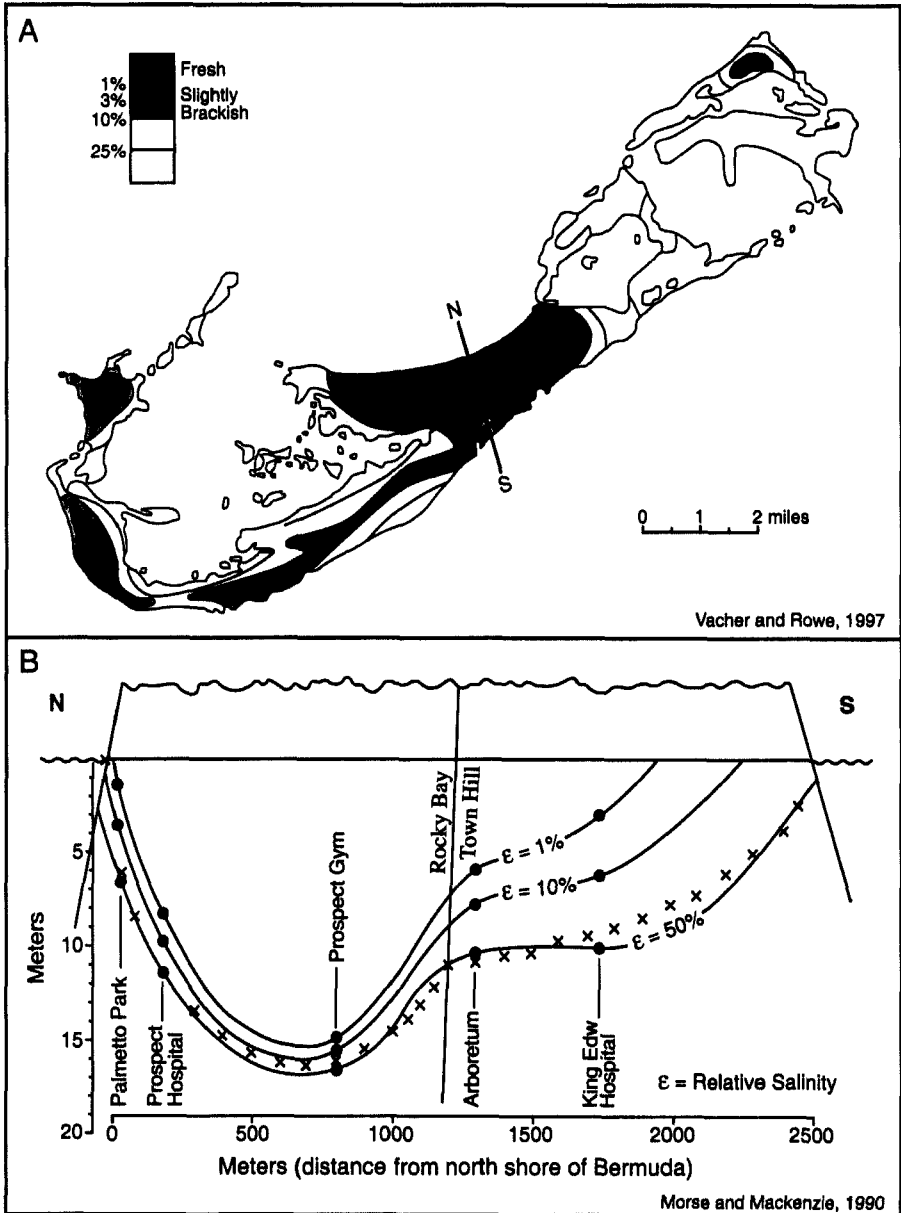 A
Fresh
1%
3%
Slightly
Brackish
10%
25%
N
S
0 1 2 miles
Vacher and Rowe, 1997
B
N
S
Rocky Bay
Town Hill
ε = 1%
ε = 10%
ε = 50%
5
10
15
20
Meters
Palmetto Park
Prospect
Hospital
Prospect Gym
Arboretum
King Edw
Hospital
ε = Relative Salinity
0 500 1000 1500 2000 2500
Meters (distance from north shore of Bermuda)
Morse and Mackenzie, 1990